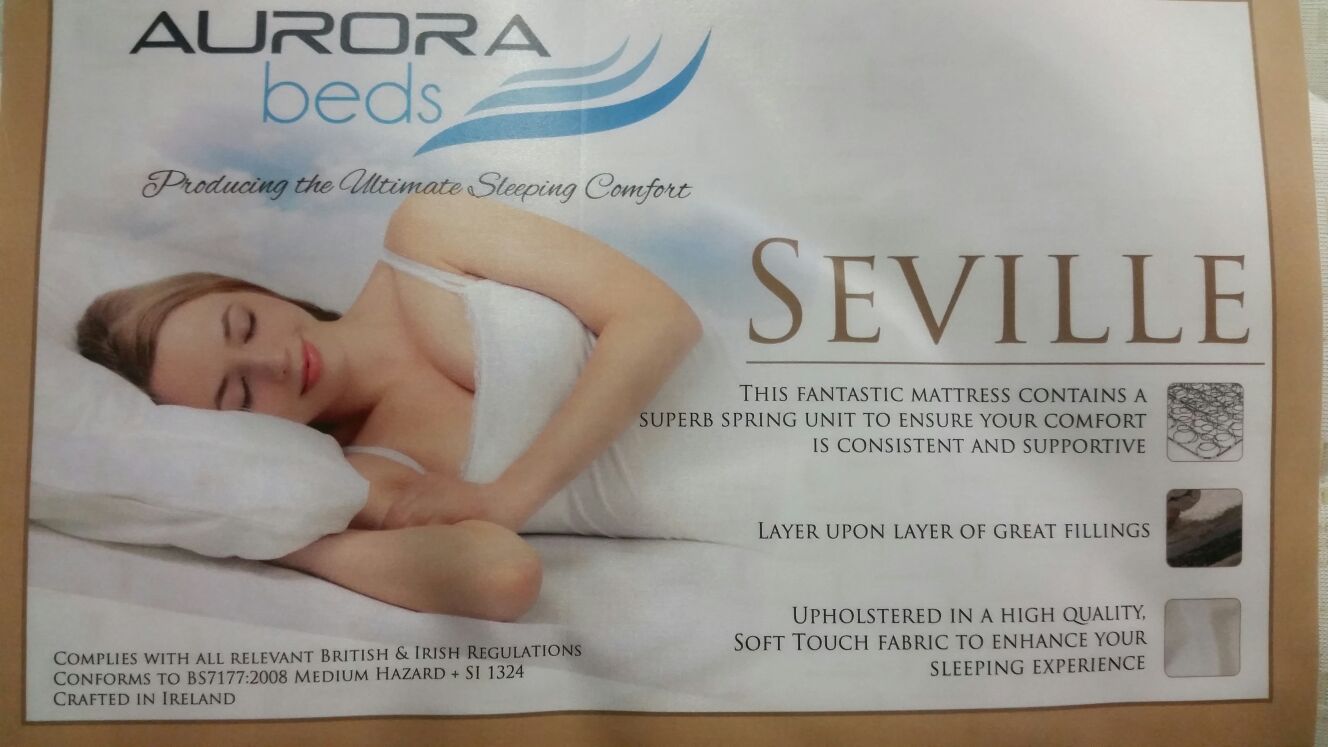 AURORA
beds
Producing the Ultimate Sleeping Comfort
SEVILLE
THIS FANTASTIC MATTRESS CONTAINS A
SUPERB SPRING UNIT TO ENSURE YOUR COMFORT
IS CONSISTENT AND SUPPORTIVE
LAYER UPON LAYER OF GREAT FILLINGS
UPHOLSTERED IN A HIGH QUALITY,
SOFT TOUCH FABRIC TO ENHANCE YOUR
SLEEPING EXPERIENCE
COMPLIES WITH ALL RELEVANT BRITISH & IRISH REGULATIONS
CONFORMS TO BS7177:2008 MEDIUM HAZARD + SI 1324
CRAFTED IN IRELAND